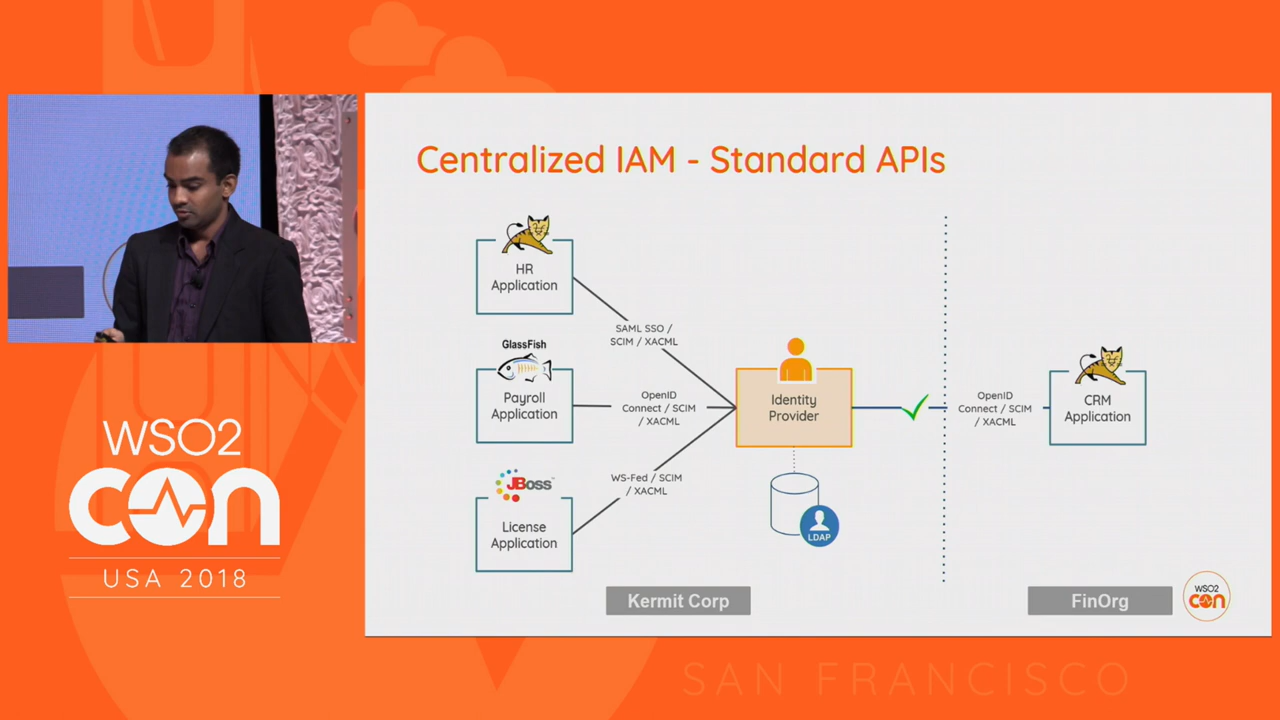 Centralized IAM - Standard APIs
HR
Application
SAML SSO /
SCIM / XACML
GlassFish
Payroll
Application
OpenID
Connect / SCIM
/ XACML
Identity
Provider
OpenID
Connect / SCIM
/ XACML
CRM
Application
JBoss
License
Application
WS-Fed / SCIM
/ XACML
LDAP
Kermit Corp
FinOrg
WSO2
con
WSO2
con
USA 2018
SAN FRANCISCO